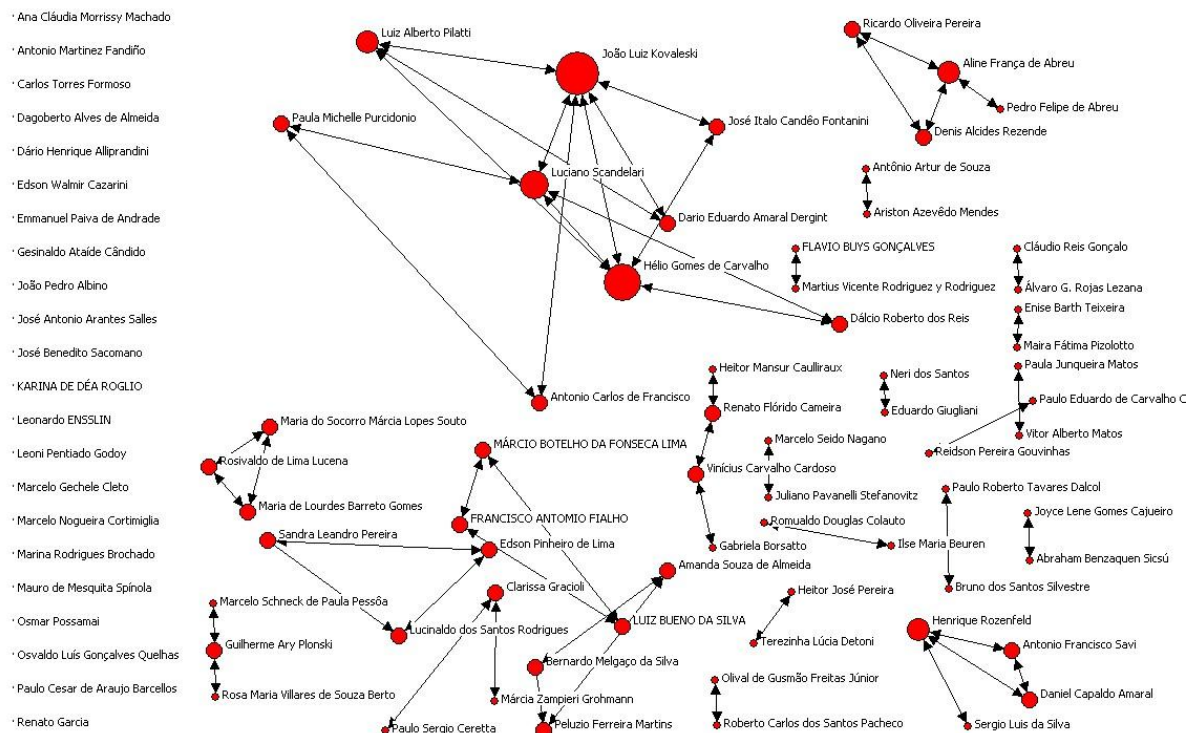 Ana Cláudia Morrissy Machado
Antonio Martinez Fandiño
Carlos Torres Formoso
Dagoberto Alves de Almeida
Dário Henrique Alliprandini
Edson Walmir Cazarini
Emmanuel Paiva de Andrade
Gesinaldo Ataíde Cândido
João Pedro Albino
José Antonio Arantes Salles
José Benedito Sacomano
KARINA DE DÉA ROGLIO
Leonardo ENSSLIN
Leoni Pentiado Godoy
Marcelo Gechele Cleto
Marcelo Nogueira Cortimiglia
Marina Rodrigues Brochado
Mauro de Mesquita Spínola
Osmar Possamai
Osvaldo Luís Gonçalves Quelhas
Paulo Cesar de Araujo Barcellos
Renato Garcia
Luiz Alberto Pilatti
João Luiz Kovaleski
Paula Michelle Purcidonio
José Italo Candêo Fontanini
Luciano Scandelari
Dario Eduardo Amaral Dergint
Hélio Gomes de Carvalho
Dálcio Roberto dos Reis
Antonio Carlos de Francisco
Ricardo Oliveira Pereira
Aline França de Abreu
Pedro Felipe de Abreu
Denis Alcides Rezende
Antônio Artur de Souza
Ariston Azevêdo Mendes
FLAVIO BUYS GONÇALVES
Martius Vicente Rodriguez y Rodriguez
Cláudio Reis Gonçalo
Álvaro G. Rojas Lezana
Enise Barth Teixeira
Maira Fátima Pizolotto
Paula Junqueira Matos
Paulo Eduardo de Carvalho C
Vitor Alberto Matos
Reidson Pereira Gouvinhas
Heitor Mansur Caulliraux
Renato Flórido Cameira
Vinícius Carvalho Cardoso
Gabriela Borsatto
Neri dos Santos
Eduardo Giugliani
Marcelo Seido Nagano
Juliano Pavanelli Stefanovitz
Romualdo Douglas Colauto
Ilse Maria Beuren
Paulo Roberto Tavares Dalcol
Bruno dos Santos Silvestre
Joyce Lene Gomes Cajueiro
Abraham Benzaquen Sicsú
Maria do Socorro Márcia Lopes Souto
Rosivaldo de Lima Lucena
Maria de Lourdes Barreto Gomes
MÁRCIO BOTELHO DA FONSECA LIMA
FRANCISCO ANTOMIO FIALHO
LUIZ BUENO DA SILVA
Sandra Leandro Pereira
Edson Pinheiro de Lima
Lucinaldo dos Santos Rodrigues
Clarissa Gracioli
Márcia Zampieri Grohmann
Paulo Sergio Ceretta
Amanda Souza de Almeida
Bernardo Melgaço da Silva
Peluzio Ferreira Martins
Marcelo Schneck de Paula Pessôa
Guilherme Ary Plonski
Rosa Maria Villares de Souza Berto
Heitor José Pereira
Terezinha Lúcia Detoni
Olival de Gusmão Freitas Júnior
Roberto Carlos dos Santos Pacheco
Henrique Rozenfeld
Antonio Francisco Savi
Daniel Capaldo Amaral
Sergio Luis da Silva